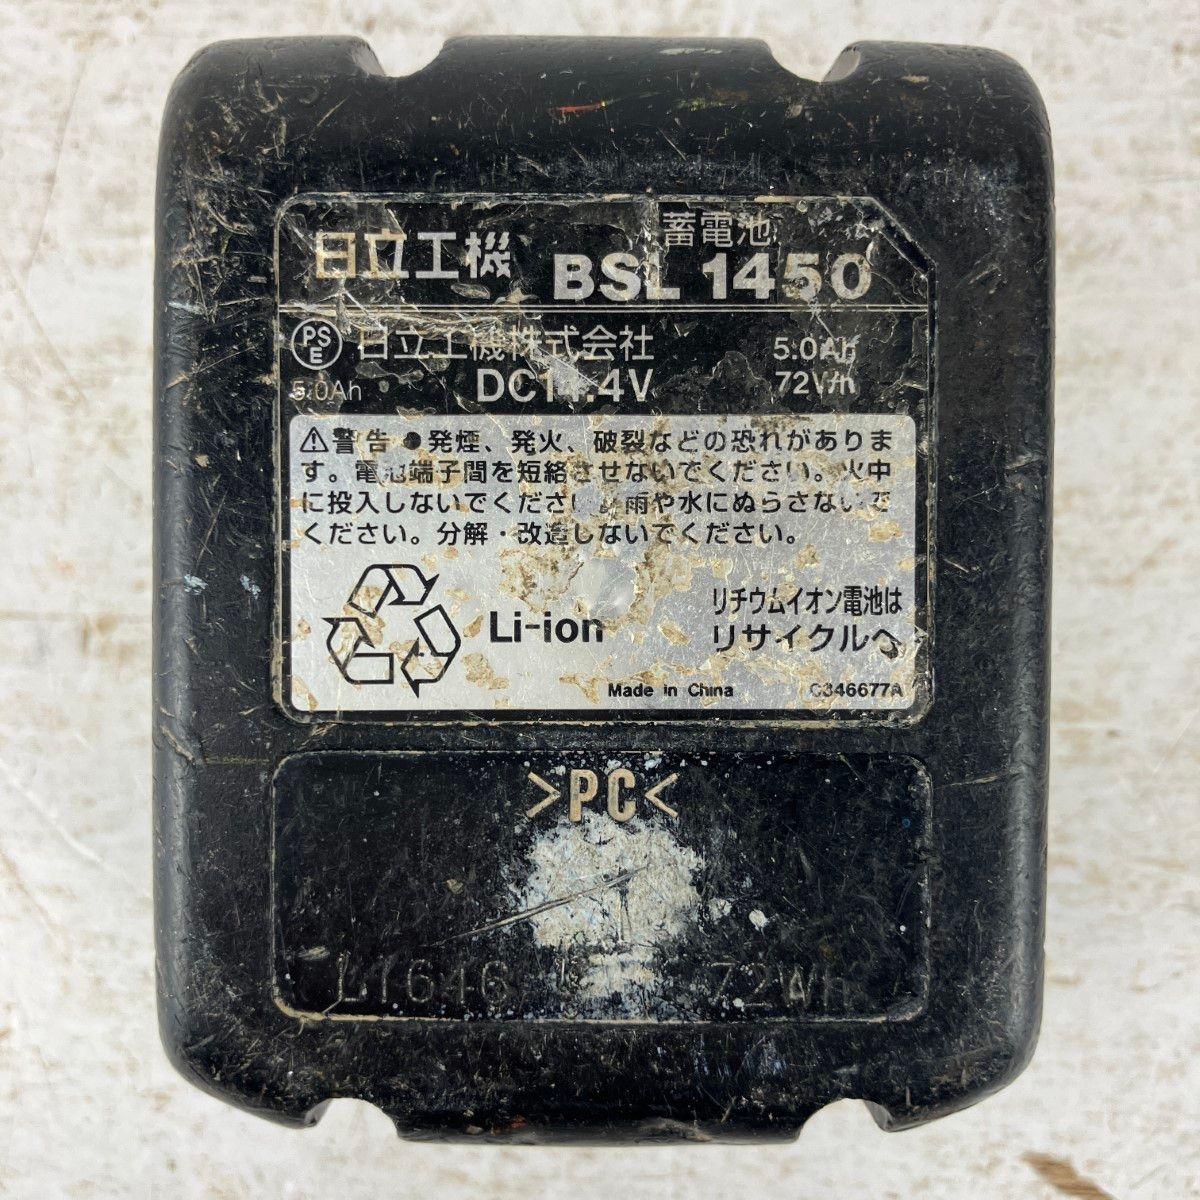 日立工機 蓄電池
BSL 1450
PSE 日立工機株式会社 5.0Ah
5.0Ah DC14.4V 72Wh
⚠警告 ●発煙、発火、破裂などの恐れがありま
す。電池端子間を短絡させないでください。火中
に投入しないでください。雨や水にぬらさないで
ください。分解・改造しないでください。
Li-ion
リチウムイオン電池は
リサイクルへ
Made in China C346677A
>PC<
L1646 72Wh